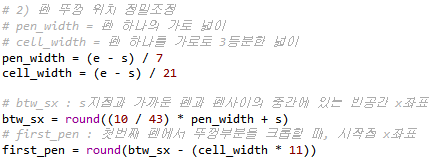 # 2) 펜 뚜껑 위치 정밀조정
# pen_width = 펜 하나의 가로 넓이
# cell_width = 펜 하나를 가로로 3등분한 넓이
pen_width = (e - s) / 7
cell_width = (e - s) / 21
# btw_sx : s지점과 가까운 펜과 펜사이의 중간에 있는 빈공간 x좌표
btw_sx = round((10 / 43) * pen_width + s)
# first_pen : 첫번째 펜에서 뚜껑부분을 크롭할 때, 시작점 x좌표
first_pen = round(btw_sx - (cell_width * 11))